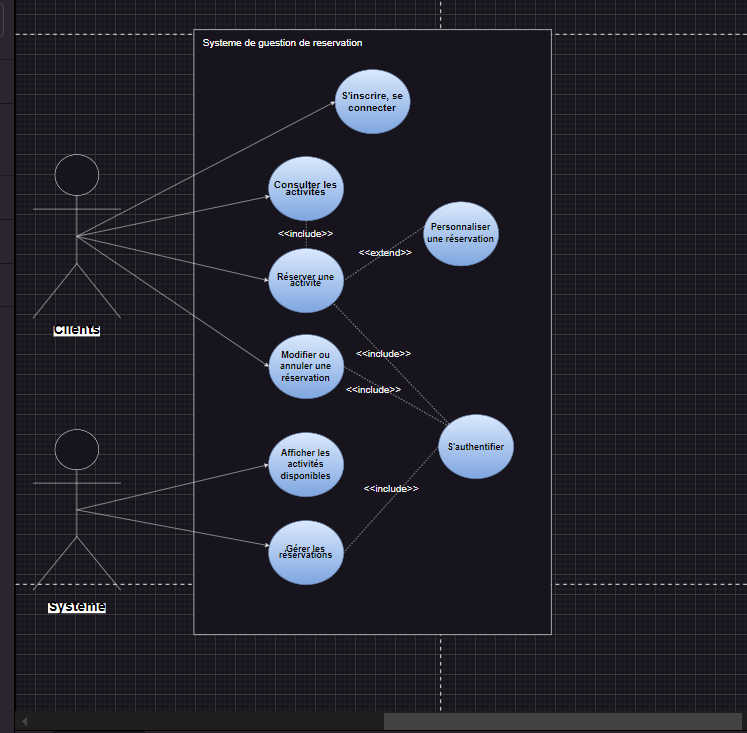 Systeme de guestion de reservation
S'inscrire, se
connecter
Consulter les
activités
<<include>>
Personnaliser
une réservation
<<extend>>
Réserver une
activité
Clients
Modifier ou
annuler une
réservation
<<include>>
<<include>>
S'authentifier
Afficher les
activités
disponibles
<<include>>
Gérer les
réservations
Systeme